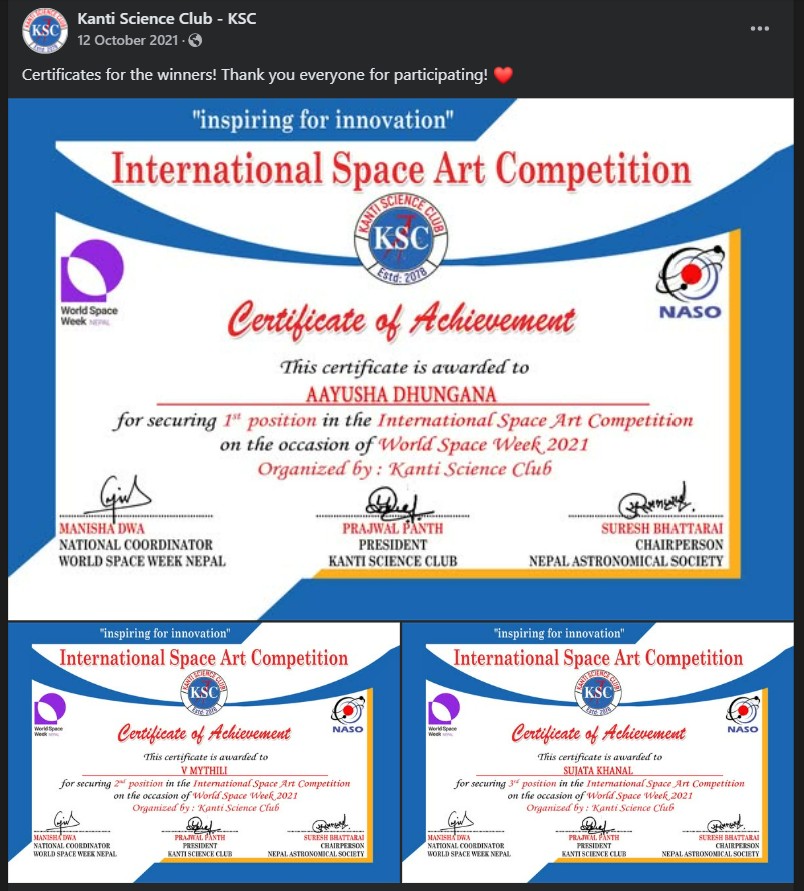 Kanti Science Club - KSC
12 October 2021 ·
Certificates for the winners! Thank you everyone for participating! ❤️
"inspiring for innovation"
International Space Art Competition
KANTI SCIENCE CLUB
KSC
Estd: 2078
World Space
Week NEPAL
NASO
Certificate of Achievement
This certificate is awarded to
AAYUSHA DHUNGANA
for securing 1st position in the International Space Art Competition
on the occasion of World Space Week 2021
Organized by : Kanti Science Club
MANISHA DWA
NATIONAL COORDINATOR
WORLD SPACE WEEK NEPAL
PRAJWAL PANTH
PRESIDENT
KANTI SCIENCE CLUB
SURESH BHATTARAI
CHAIRPERSON
NEPAL ASTRONOMICAL SOCIETY
"inspiring for innovation"
International Space Art Competition
KANTI SCIENCE CLUB
KSC
Estd: 2078
World Space
Week NEPAL
NASO
Certificate of Achievement
This certificate is awarded to
V MYTHILI
for securing 2nd position in the International Space Art Competition
on the occasion of World Space Week 2021
Organized by : Kanti Science Club
MANISHA DWA
NATIONAL COORDINATOR
WORLD SPACE WEEK NEPAL
PRAJWAL PANTH
PRESIDENT
KANTI SCIENCE CLUB
SURESH BHATTARAI
CHAIRPERSON
NEPAL ASTRONOMICAL SOCIETY
"inspiring for innovation"
International Space Art Competition
KANTI SCIENCE CLUB
KSC
Estd: 2078
World Space
Week NEPAL
NASO
Certificate of Achievement
This certificate is awarded to
SUJATA KHANAL
for securing 3rd position in the International Space Art Competition
on the occasion of World Space Week 2021
Organized by : Kanti Science Club
MANISHA DWA
NATIONAL COORDINATOR
WORLD SPACE WEEK NEPAL
PRAJWAL PANTH
PRESIDENT
KANTI SCIENCE CLUB
SURESH BHATTARAI
CHAIRPERSON
NEPAL ASTRONOMICAL SOCIETY